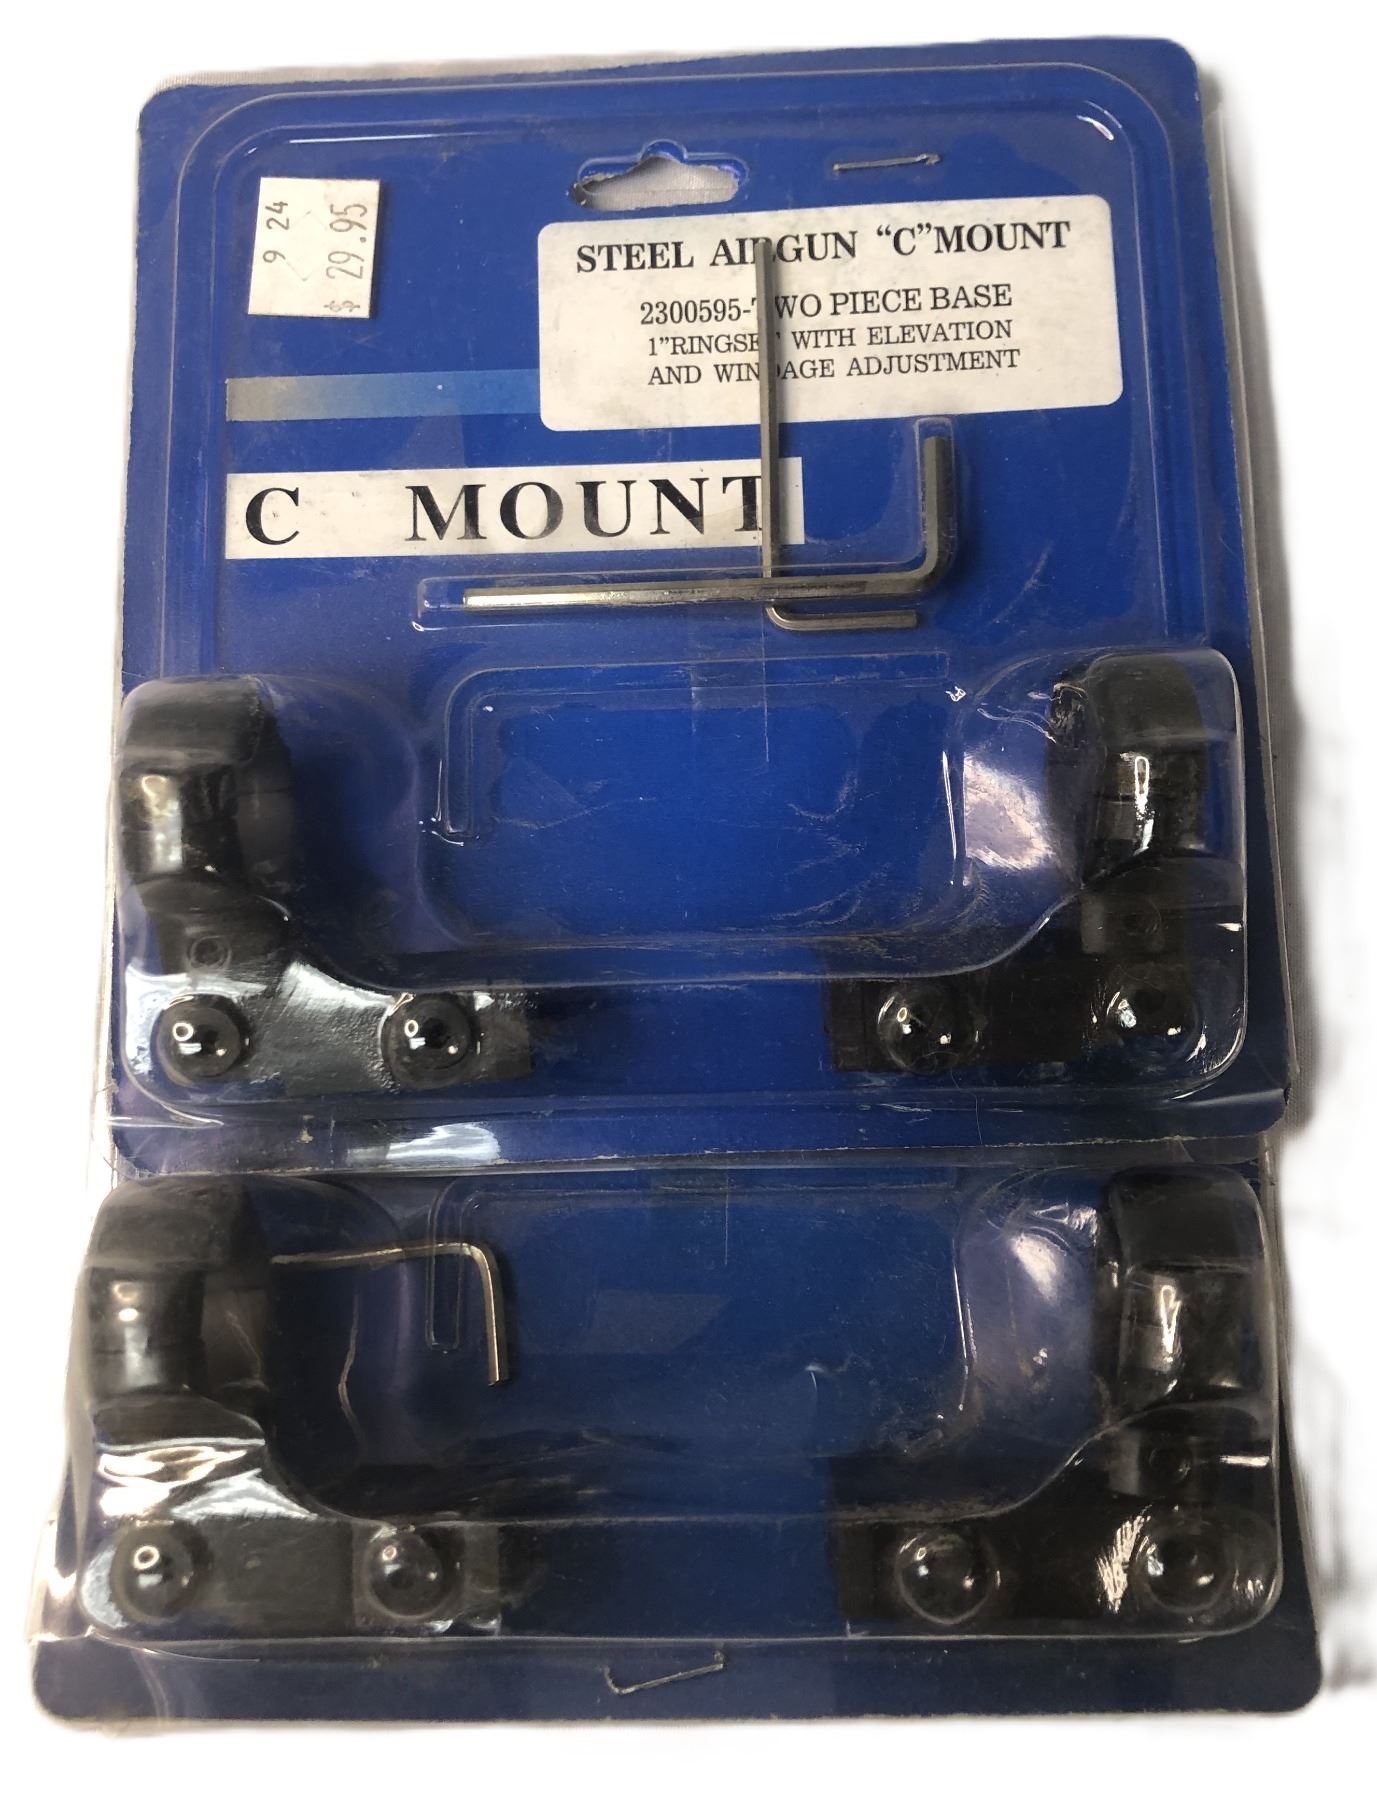 9 24
$ 29.95
STEEL AIRGUN “C”MOUNT
2300595-TWO PIECE BASE
1”RINGSET WITH ELEVATION
AND WINDAGE ADJUSTMENT
C MOUNT